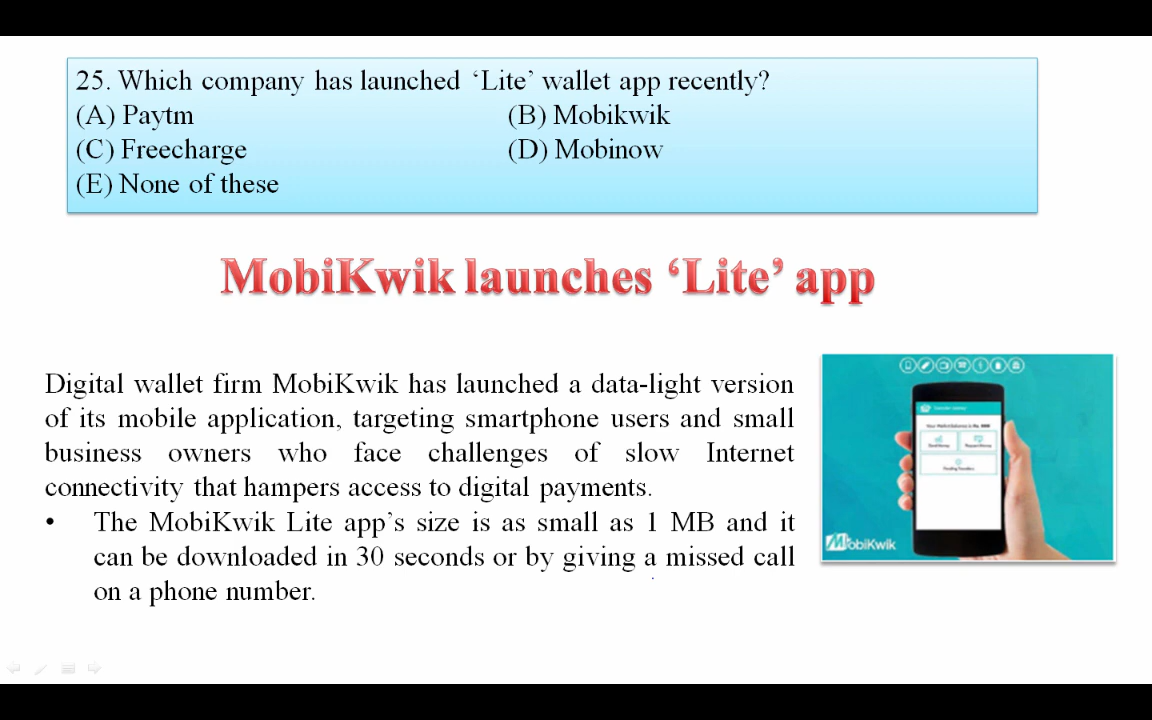 25. Which company has launched ‘Lite’ wallet app recently?
(A) Paytm (B) Mobikwik
(C) Freecharge (D) Mobinow
(E) None of these
MobiKwik launches ‘Lite’ app
Digital wallet firm MobiKwik has launched a data-light version
of its mobile application, targeting smartphone users and small
business owners who face challenges of slow Internet
connectivity that hampers access to digital payments.
• The MobiKwik Lite app’s size is as small as 1 MB and it
can be downloaded in 30 seconds or by giving a missed call
on a phone number.
MobiKwik